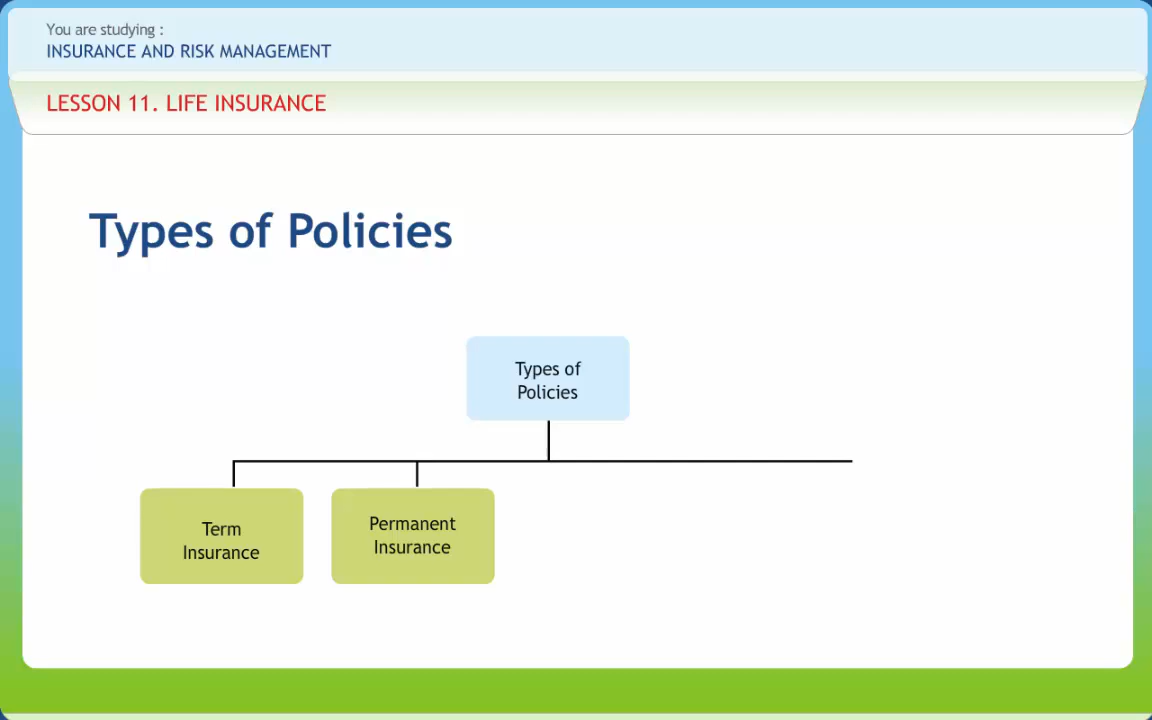 You are studying :
INSURANCE AND RISK MANAGEMENT
LESSON 11. LIFE INSURANCE
Types of Policies
Types of
Policies
Term
Insurance
Permanent
Insurance